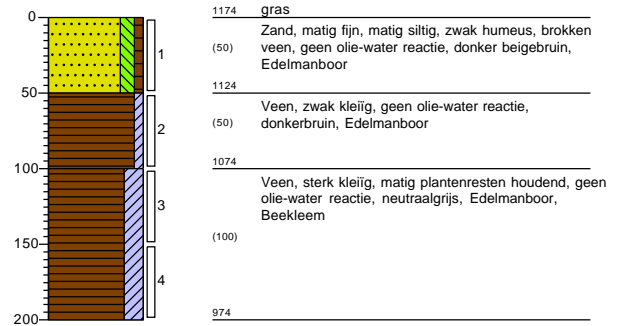 0
50
100
150
200
1
2
3
4
1174 gras
(50)
Zand, matig fijn, matig siltig, zwak humeus, brokken
veen, geen olie-water reactie, donker beigebruin,
Edelmanboor
1124
(50)
Veen, zwak kleiïg, geen olie-water reactie,
donkerbruin, Edelmanboor
1074
Veen, sterk kleiïg, matig plantenresten houdend, geen
olie-water reactie, neutraalgrijs, Edelmanboor,
Beekleem
(100)
974